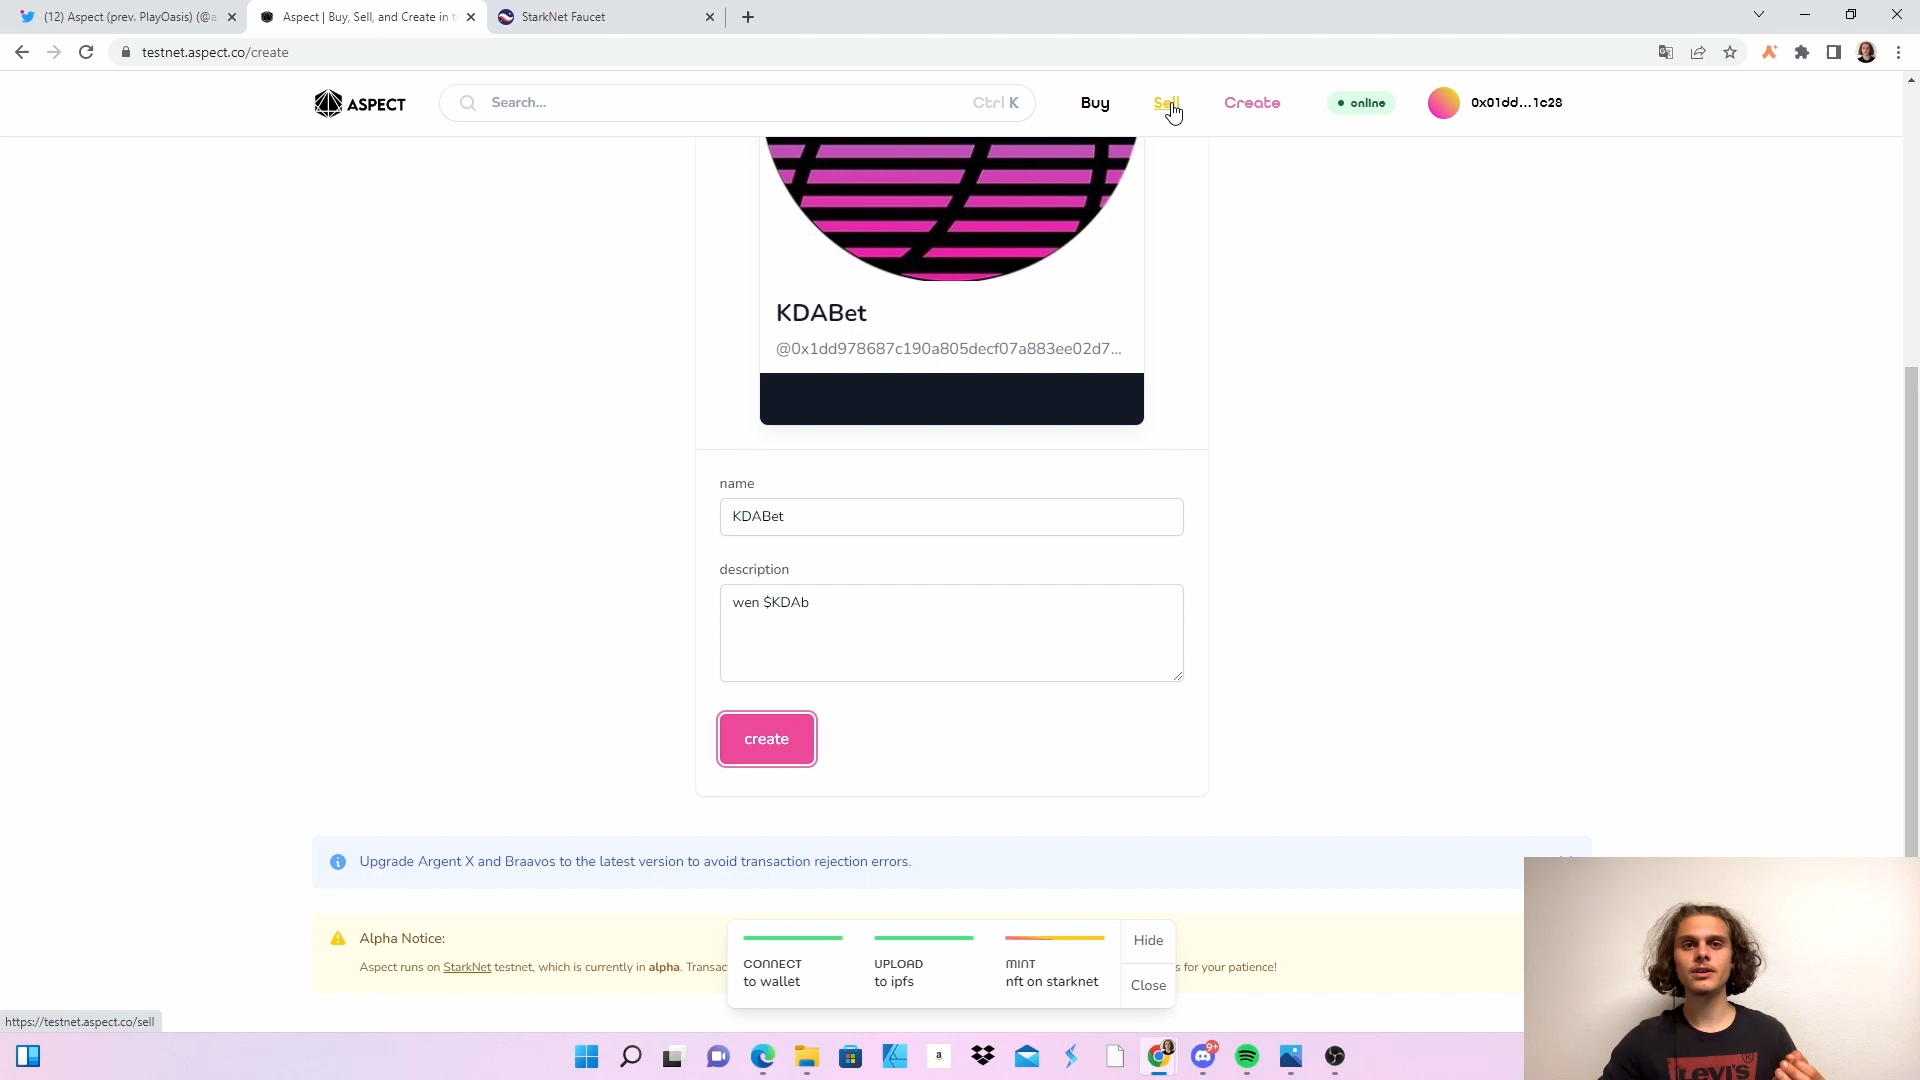 (12) Aspect (prev. PlayOasis) (@a
Aspect | Buy, Sell, and Create in t
StarkNet Faucet
testnet.aspect.co/create
ASPECT
Search...
Ctrl K
Buy
Sell
Create
online
0x01dd...1c28
KDABet
@0x1dd978687c190a805decf07a883ee02d7...
name
KDABet
description
wen $KDAb
create
Upgrade Argent X and Braavos to the latest version to avoid transaction rejection errors.
Alpha Notice:
Aspect runs on StarkNet testnet, which is currently in alpha. Transac
s for your patience!
CONNECT
to wallet
UPLOAD
to ipfs
MINT
nft on starknet
Hide
Close
https://testnet.aspect.co/sell
a
9+
Levi's
®